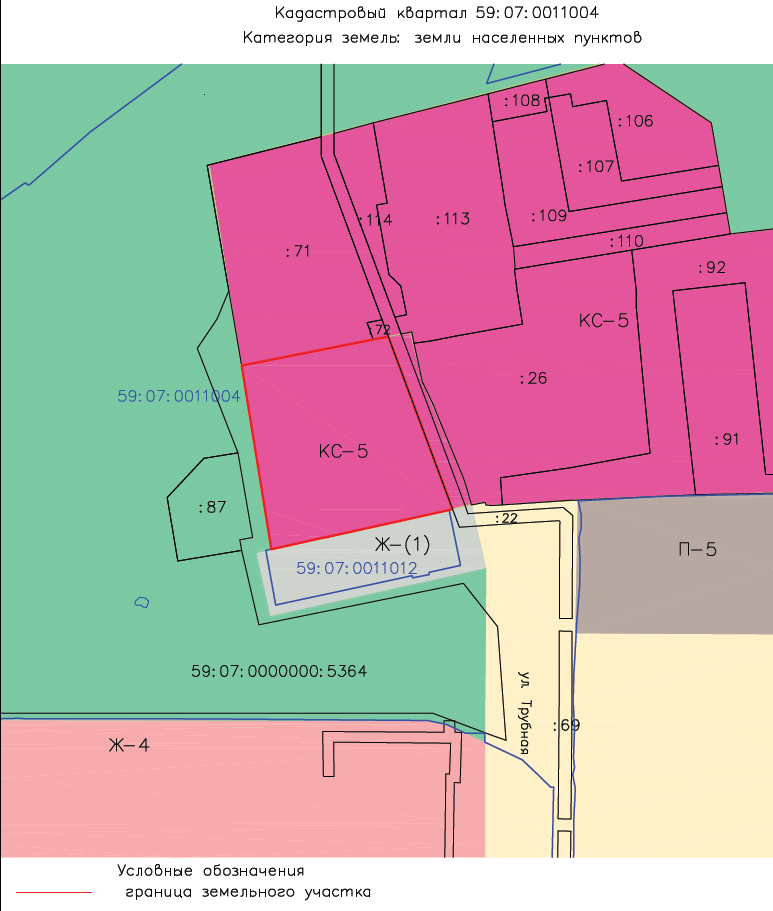 Кадастровый квартал 59:07:0011004
Категория земель: земли населенных пунктов
:108
:106
:107
:114
:113
:109
:110
:71
:92
:72
КС-5
:26
59:07:0011004
КС-5
:91
:87
:22
Ж-(1)
П-5
59:07:0011012
59:07:0000000:5364
ул. Трубная
:69
Ж-4
Условные обозначения
граница земельного участка